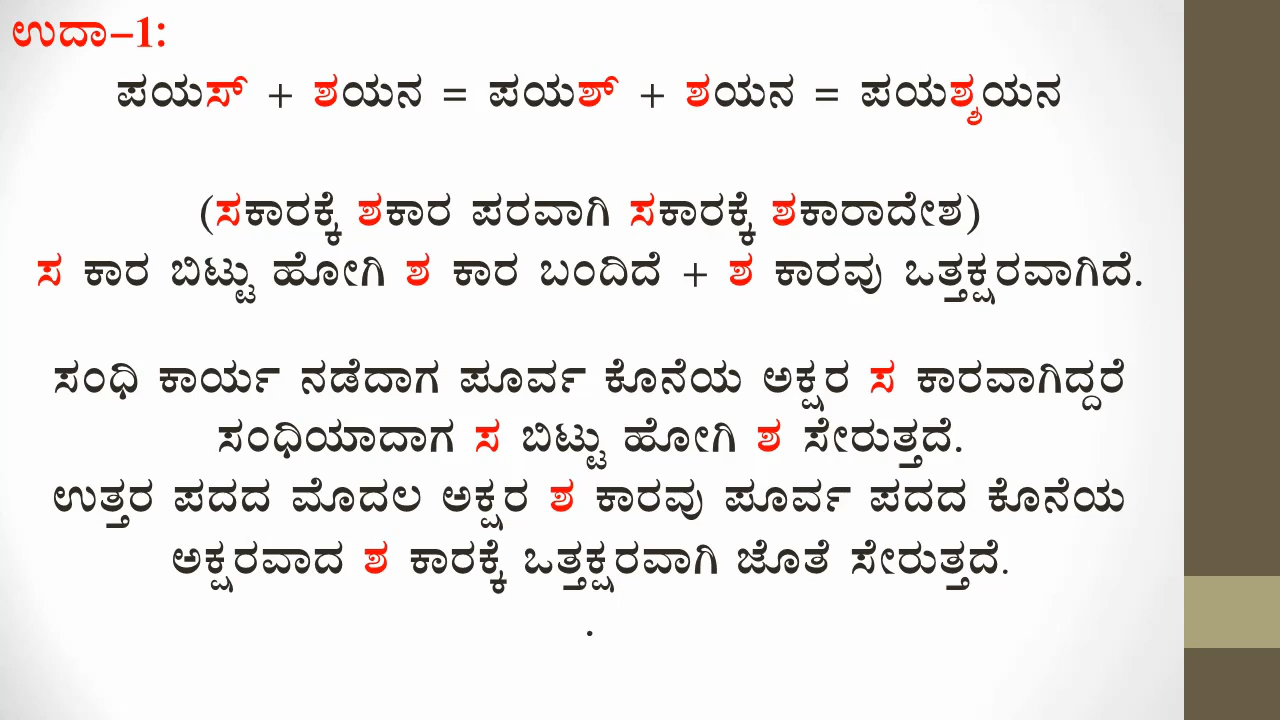 ಉದಾ–1:
ಪಯಸ್ + ಶಯನ = ಪಯಶ್ + ಶಯನ = ಪಯಶ್ಶಯನ
(ಸಕಾರಕ್ಕೆ ಶಕಾರ ಪರವಾಗಿ ಸಕಾರಕ್ಕೆ ಶಕಾರಾದೇಶ)
ಸ ಕಾರ ಬಿಟ್ಟು ಹೋಗಿ ಶ ಕಾರ ಬಂದಿದೆ + ಶ ಕಾರವು ಒತ್ತಕ್ಷರವಾಗಿದೆ.
ಸಂಧಿ ಕಾರ್ಯ ನಡೆದಾಗ ಪೂರ್ವ ಕೊನೆಯ ಅಕ್ಷರ ಸ ಕಾರವಾಗಿದ್ದರೆ
ಸಂಧಿಯಾದಾಗ ಸ ಬಿಟ್ಟು ಹೋಗಿ ಶ ಸೇರುತ್ತದೆ.
ಉತ್ತರ ಪದದ ಮೊದಲ ಅಕ್ಷರ ಶ ಕಾರವು ಪೂರ್ವ ಪದದ ಕೊನೆಯ
ಅಕ್ಷರವಾದ ಶ ಕಾರಕ್ಕೆ ಒತ್ತಕ್ಷರವಾಗಿ ಜೊತೆ ಸೇರುತ್ತದೆ.
.